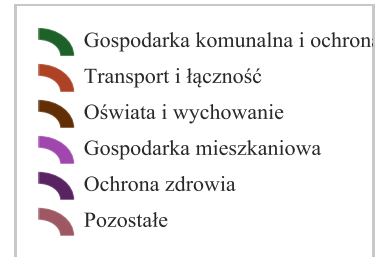 Gospodarka komunalna i ochrona
Transport i łączność
Oświata i wychowanie
Gospodarka mieszkaniowa
Ochrona zdrowia
Pozostałe